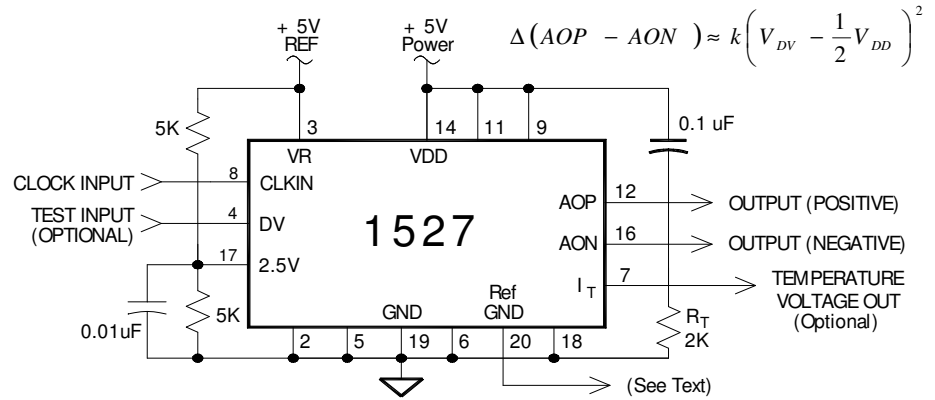 + 5V
REF
+ 5V
Power
Δ(AOP - AON) ≈ k(V_DV - 1/2 V_DD)²
5K
3
14
11
9
0.1 uF
VR
VDD
CLOCK INPUT
8
CLKIN
TEST INPUT
(OPTIONAL)
4
DV
1527
AOP
12
OUTPUT (POSITIVE)
AON
16
OUTPUT (NEGATIVE)
17
2.5V
I_T
7
TEMPERATURE
VOLTAGE OUT
(Optional)
0.01uF
5K
GND
Ref
GND
R_T
2K
2
5
19
6
20
18
(See Text)